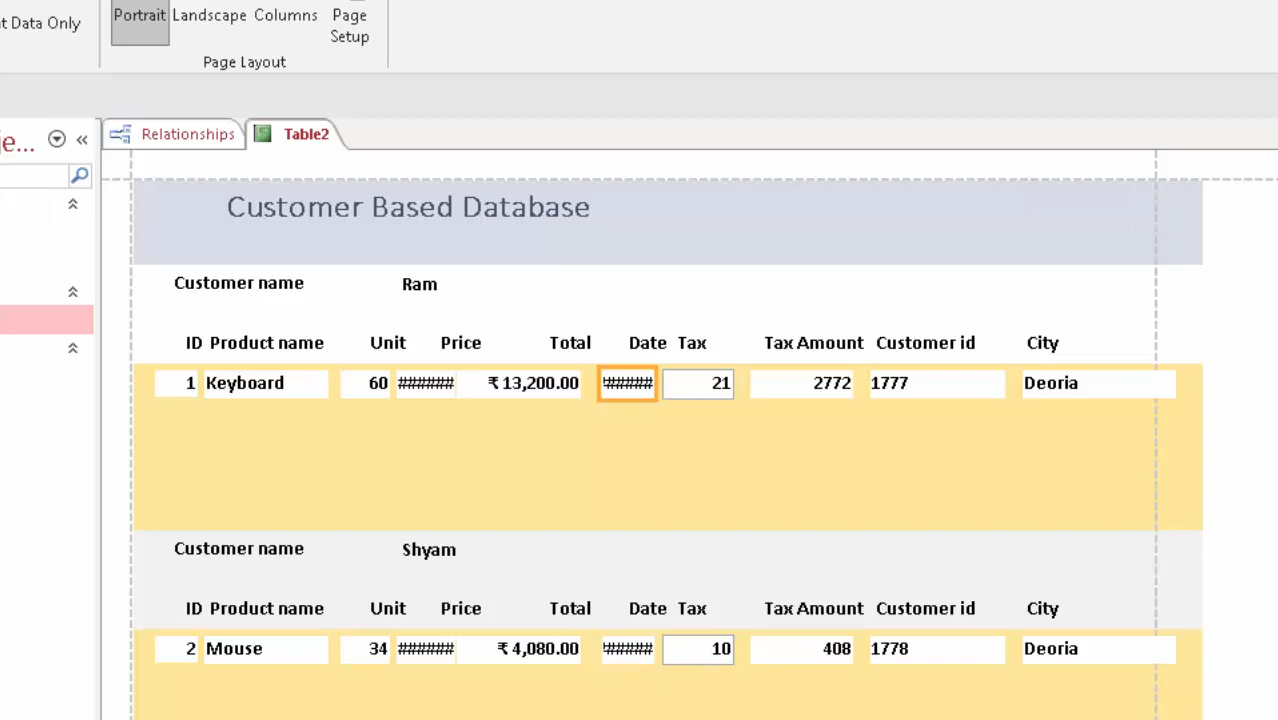 t Data Only
Portrait Landscape Columns Page Setup
Page Layout
je... «
Relationships Table2
Customer Based Database
Customer name Ram
ID Product name Unit Price Total Date Tax Tax Amount Customer id City
1 Keyboard 60 ###### ₹ 13,200.00 ##### 21 2772 1777 Deoria
Customer name Shyam
ID Product name Unit Price Total Date Tax Tax Amount Customer id City
2 Mouse 34 ###### ₹ 4,080.00 ##### 10 408 1778 Deoria